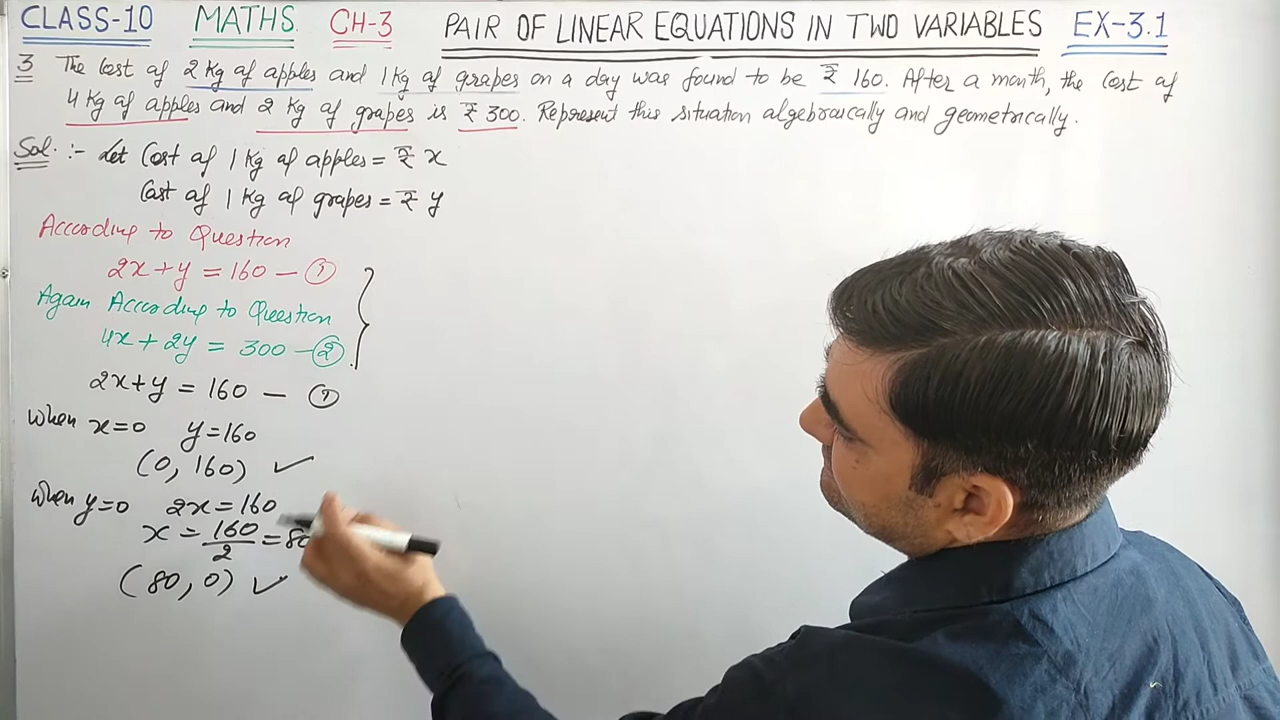 CLASS-10 MATHS. CH-3 PAIR OF LINEAR EQUATIONS IN TWO VARIABLES EX-3.1
3 The cost of 2 kg of apples and 1 kg of grapes on a day was found to be ₹ 160. After a month, the cost of
4 kg of apples and 2 kg of grapes is ₹ 300. Represent this situation algebraically and geometrically.
Sol. :- Let Cost of 1 kg of apples = ₹ x
Cost of 1 kg of grapes = ₹ y
According to Question
2x + y = 160 — ①
Again According to Question
4x + 2y = 300 — ②
2x + y = 160 — ①
when x=0 y=160
(0, 160) ✓
when y=0 2x = 160
x = 160/2 = 80
(80, 0) ✓